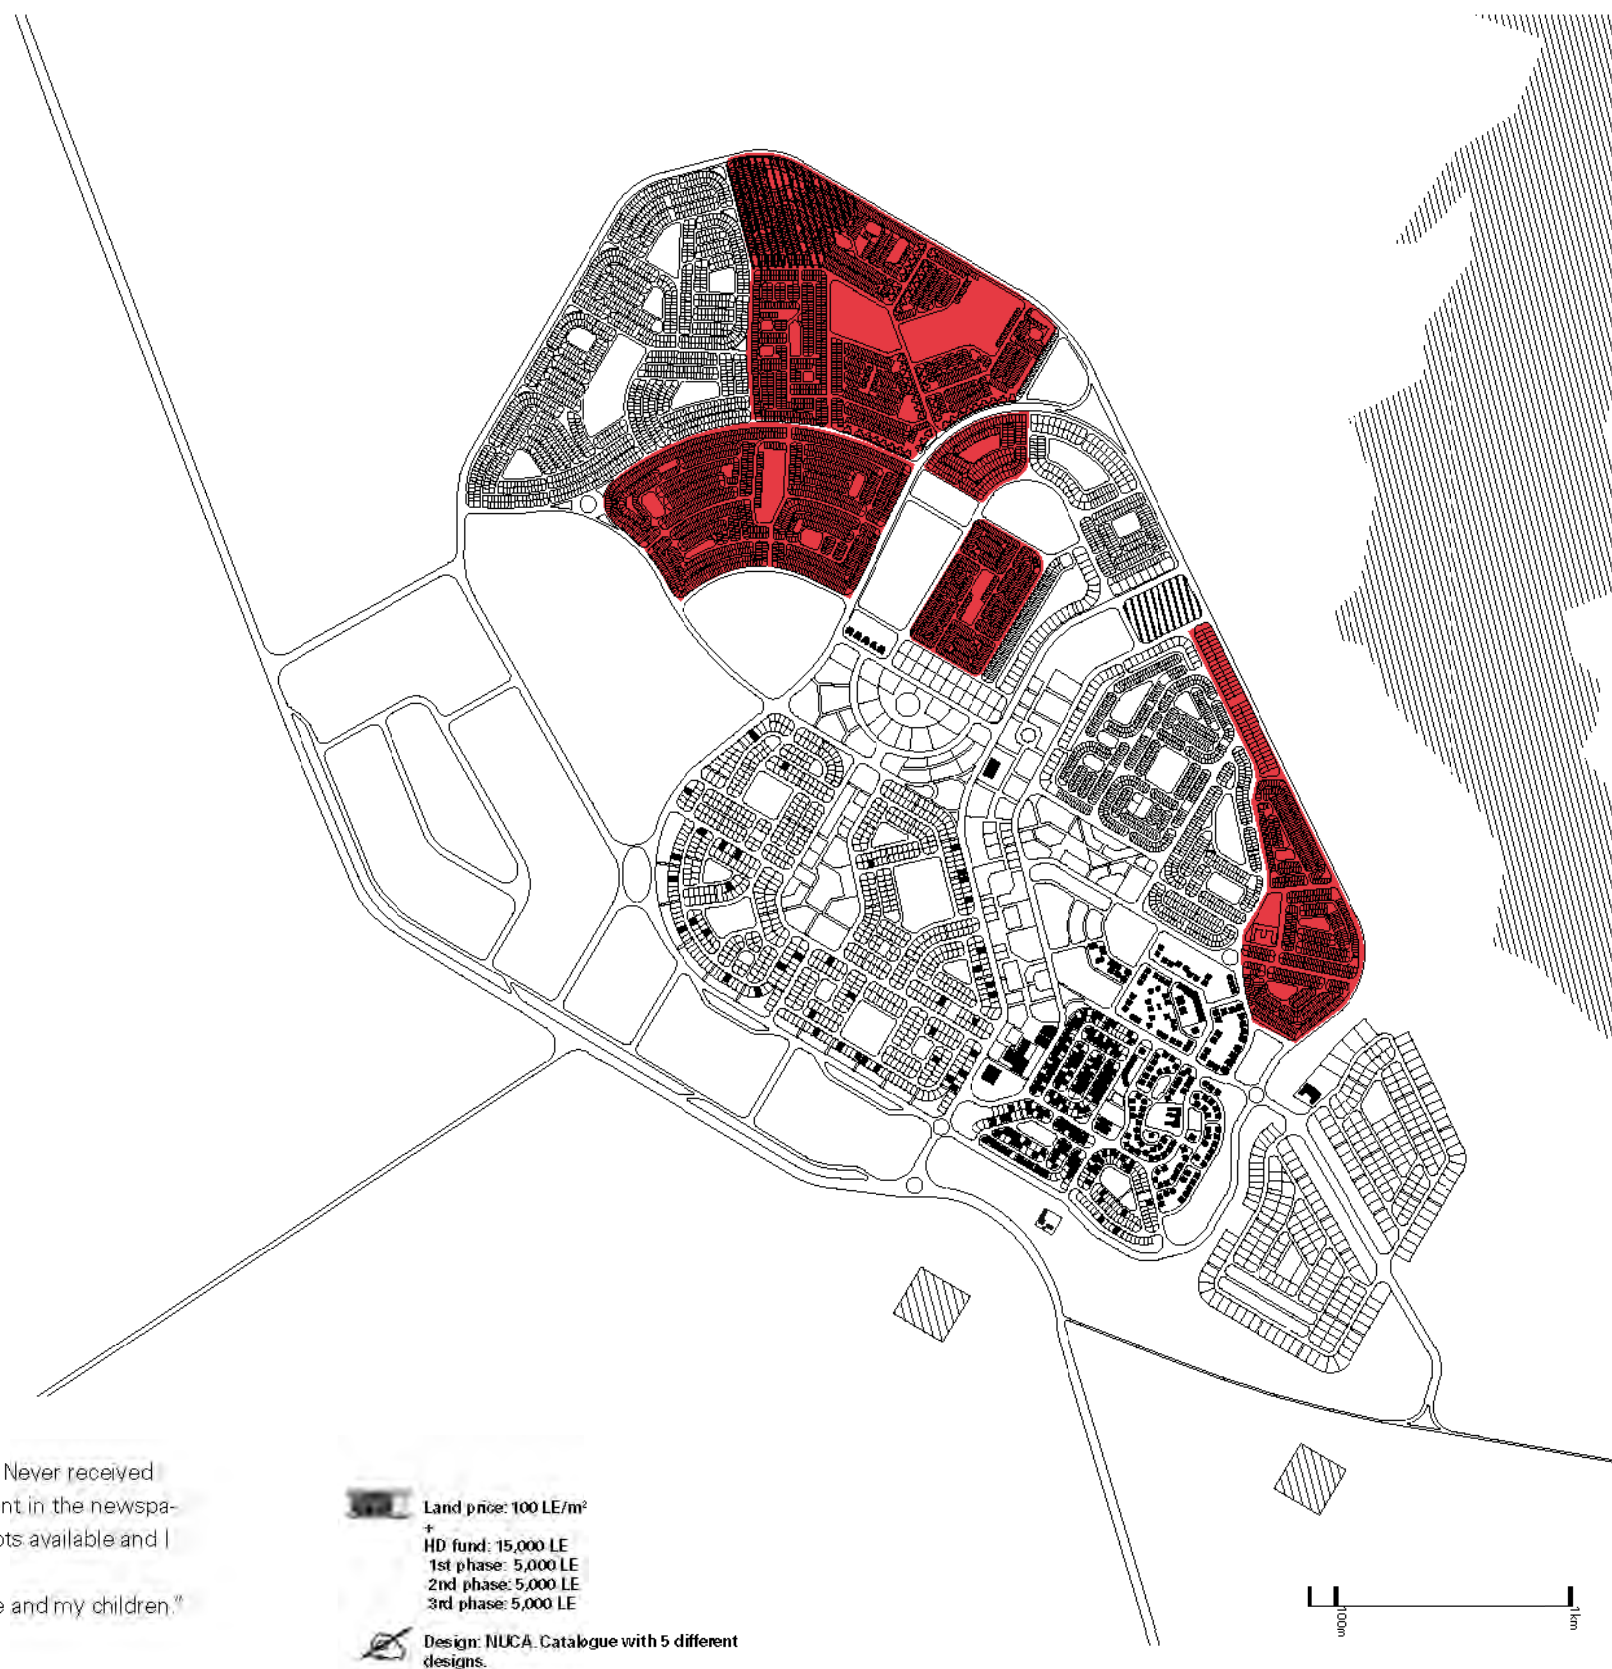 Never received
nt in the newspa-
ots available and I
e and my children."
Land price: 100 LE/m²
+
HD fund: 15,000 LE
1st phase: 5,000 LE
2nd phase: 5,000 LE
3rd phase: 5,000 LE
Design: NUCA. Catalogue with 5 different
designs.
100m
1km